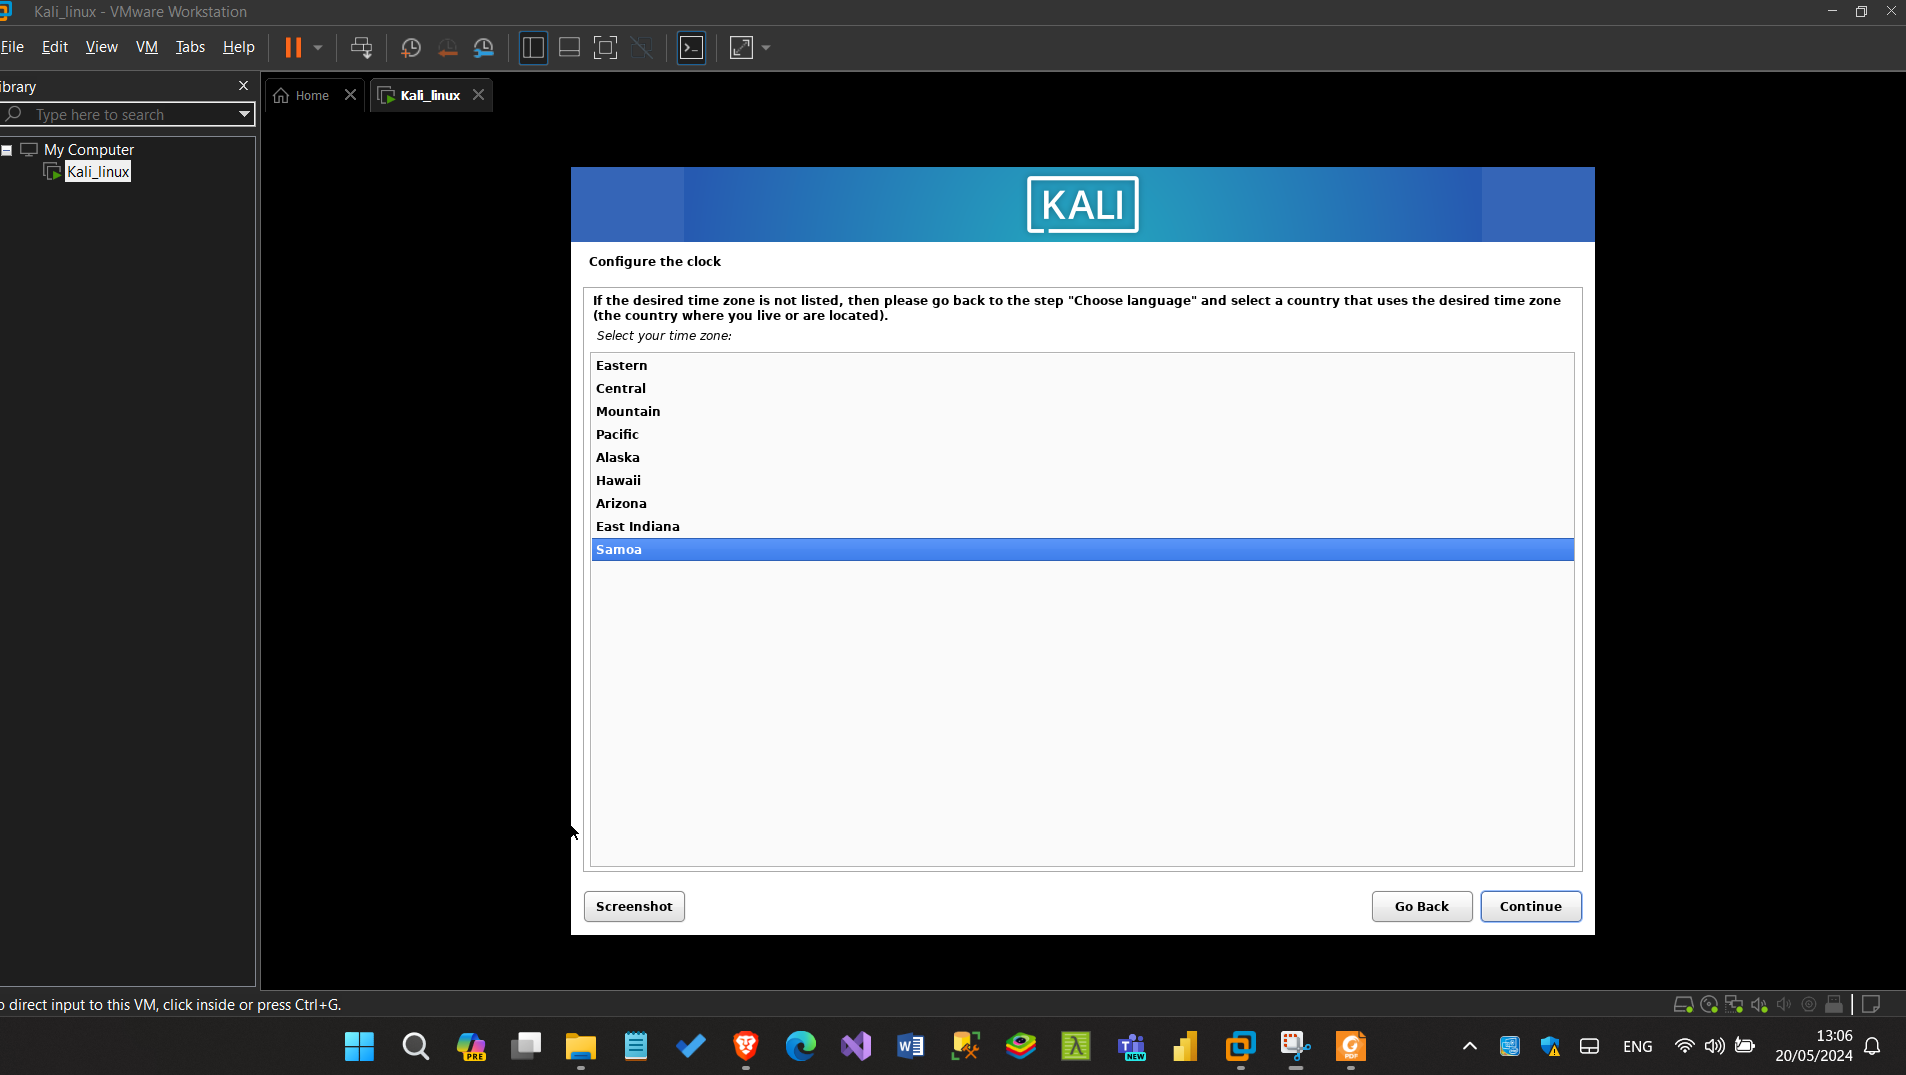 Kali_linux - VMware Workstation
File Edit View VM Tabs Help
ibrary
Type here to search
My Computer
Kali_linux
Home
Kali_linux
KALI
Configure the clock
If the desired time zone is not listed, then please go back to the step "Choose language" and select a country that uses the desired time zone
(the country where you live or are located).
Select your time zone:
Eastern
Central
Mountain
Pacific
Alaska
Hawaii
Arizona
East Indiana
Samoa
Screenshot
Go Back
Continue
o direct input to this VM, click inside or press Ctrl+G.
PRE
NEW
PDF
ENG
13:06
20/05/2024